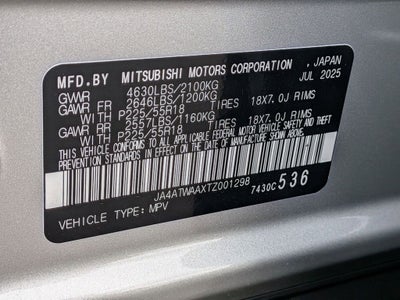 MFD.BY MITSUBISHI MOTORS CORPORATION , JAPAN
JUL 2025
GVWR 4630LBS/2100KG
GAWR FR 2646LBS/1200KG
WITH P225/55R18 TIRES 18X7.0J RIMS
GAWR RR 2557LBS/1160KG
WITH P225/55R18 TIRES 18X7.0J RIMS
THIS VEHICLE CONFORMS TO ALL APPLICABLE FEDERAL MOTOR
VEHICLE SAFETY AND THEFT PREVENTION STANDARDS IN EFFECT
ON THE DATE OF MANUFACTURE SHOWN ABOVE.
JA4ATWAAXTZ001298
VEHICLE TYPE: MPV 7430C 536